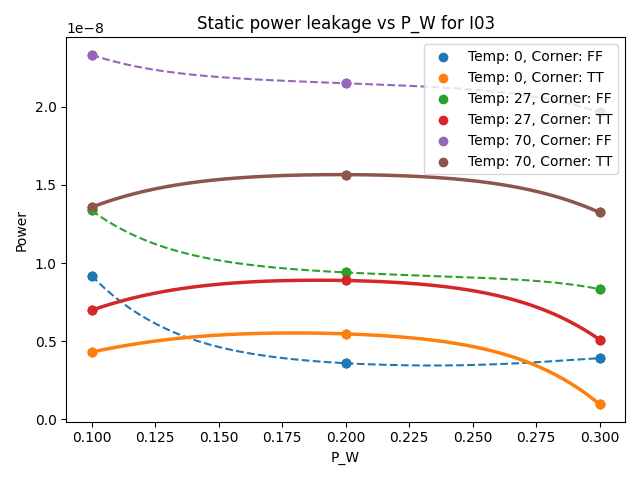 Static power leakage vs P_W for I03
1e−8
Temp: 0, Corner: FF
Temp: 0, Corner: TT
Temp: 27, Corner: FF
Temp: 27, Corner: TT
Temp: 70, Corner: FF
Temp: 70, Corner: TT
2.0
1.5
1.0
0.5
0.0
Power
0.100 0.125 0.150 0.175 0.200 0.225 0.250 0.275 0.300
P_W